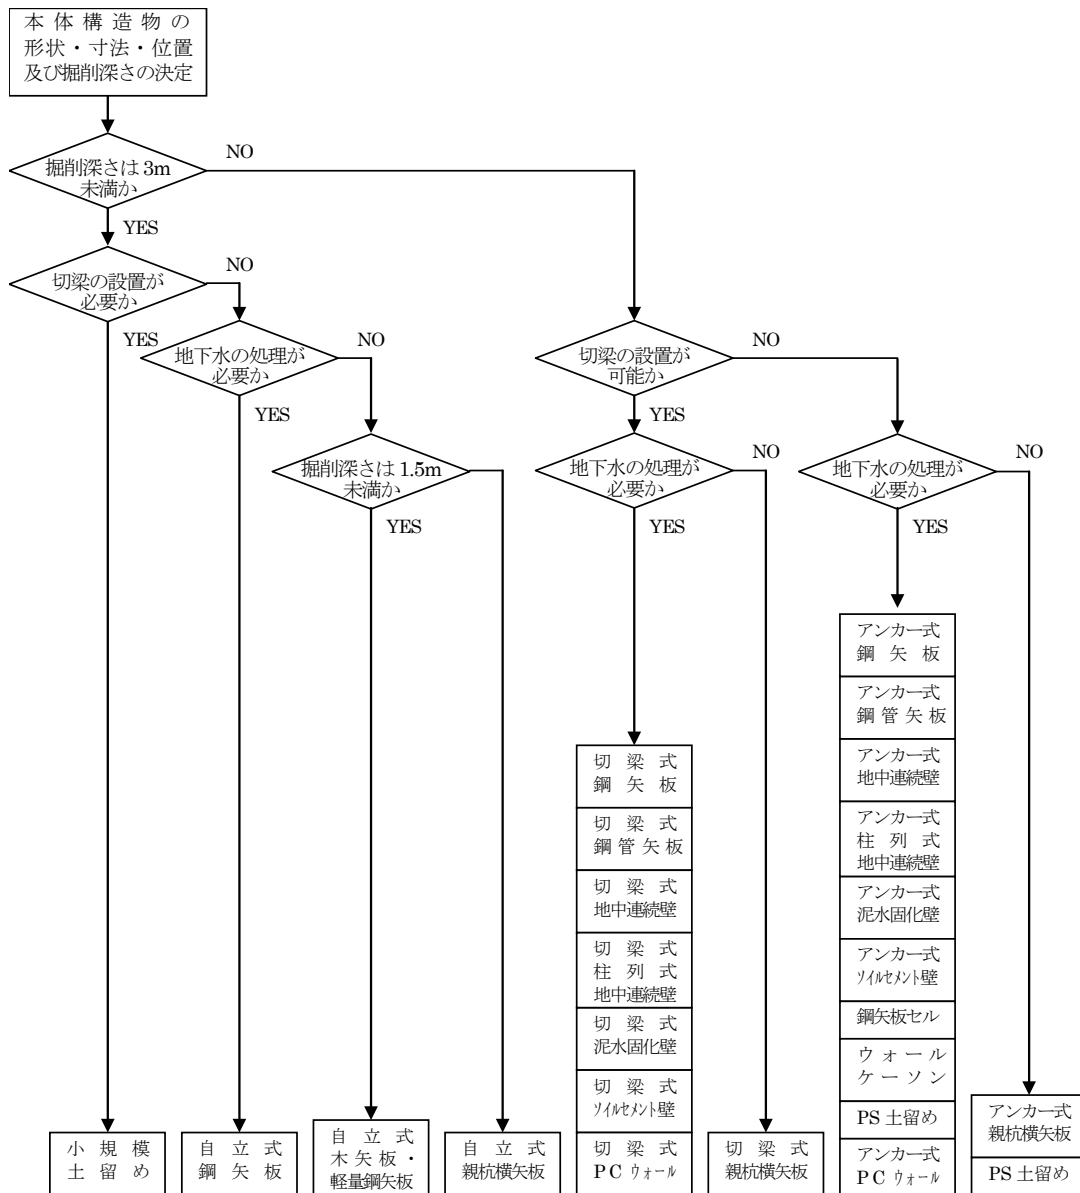 本体構造物の
形状・寸法・位置
及び掘削深さの決定
掘削深さは 3m
未満か
NO
YES
切梁の設置が
必要か
NO
YES
地下水の処理が
必要か
NO
YES
掘削深さは 1.5m
未満か
YES
切梁の設置が
可能か
NO
YES
地下水の処理が
必要か
NO
YES
地下水の処理が
必要か
NO
YES
小規模
土留め
自立式
鋼矢板
自立式
木矢板・
軽量鋼矢板
自立式
親杭横矢板
切梁式
鋼矢板
切梁式
鋼管矢板
切梁式
地中連続壁
切梁式
柱列式
地中連続壁
切梁式
泥水固化壁
切梁式
ソイルセメント壁
切梁式
PCウォール
切梁式
親杭横矢板
アンカー式
鋼矢板
アンカー式
鋼管矢板
アンカー式
地中連続壁
アンカー式
柱列式
地中連続壁
アンカー式
泥水固化壁
アンカー式
ソイルセメント壁
鋼矢板セル
ウォール
ケーソン
PS 土留め
アンカー式
PCウォール
アンカー式
親杭横矢板
PS 土留め